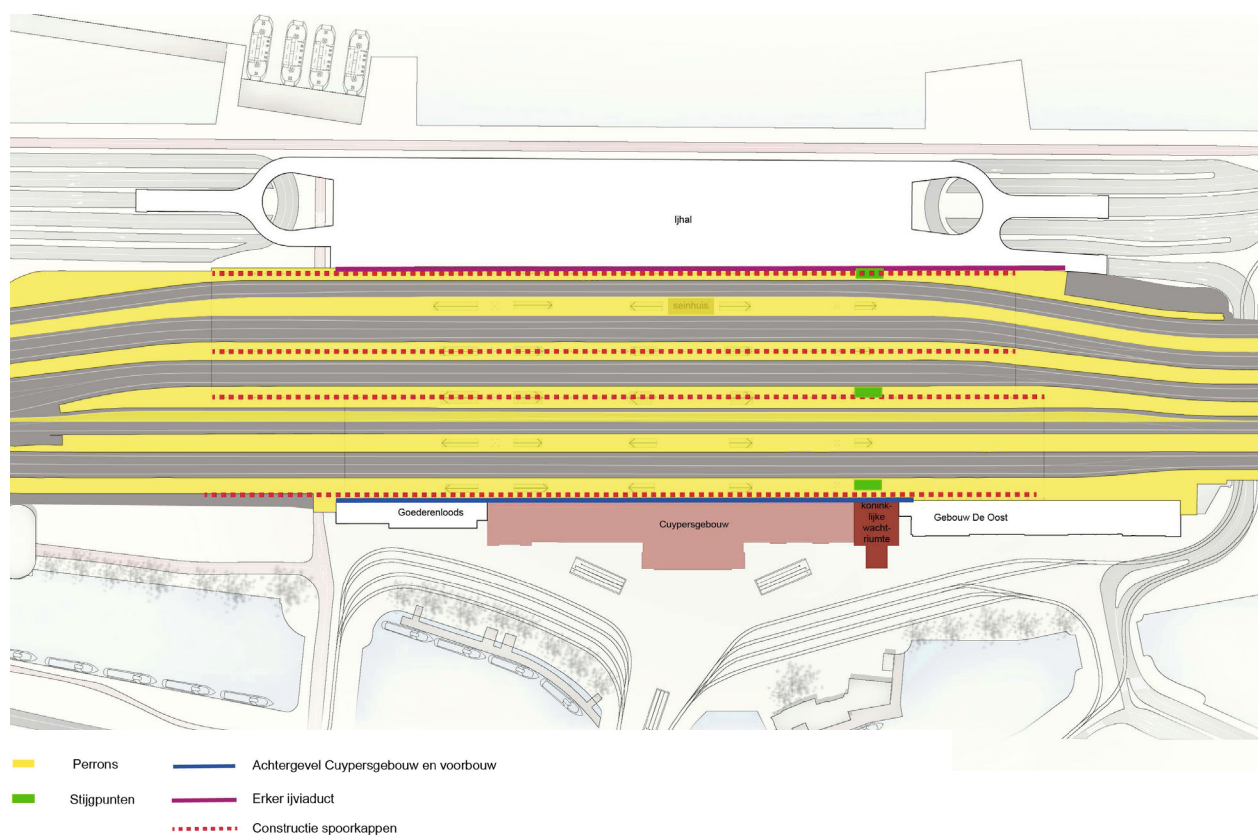 Ijhal
seinhuis
Goederenloods
Cuypersgebouw
konink-
lijke
wacht-
riumte
Gebouw De Oost
Perrons
Achtergevel Cuypersgebouw en voorbouw
Stijgpunten
Erker ijviaduct
Constructie spoorkappen